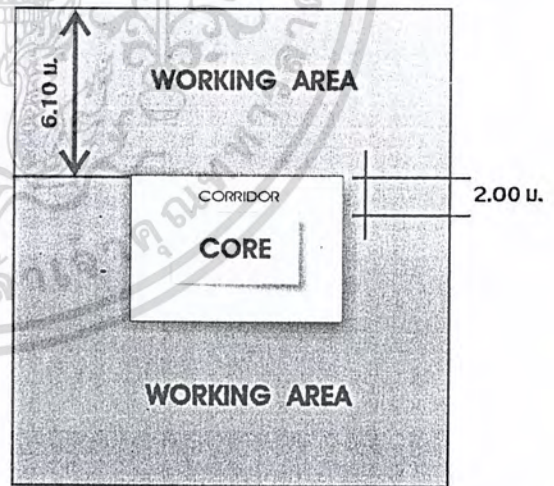 WORKING AREA
6.10 ม.
CORRIDOR
2.00 ม.
CORE
WORKING AREA